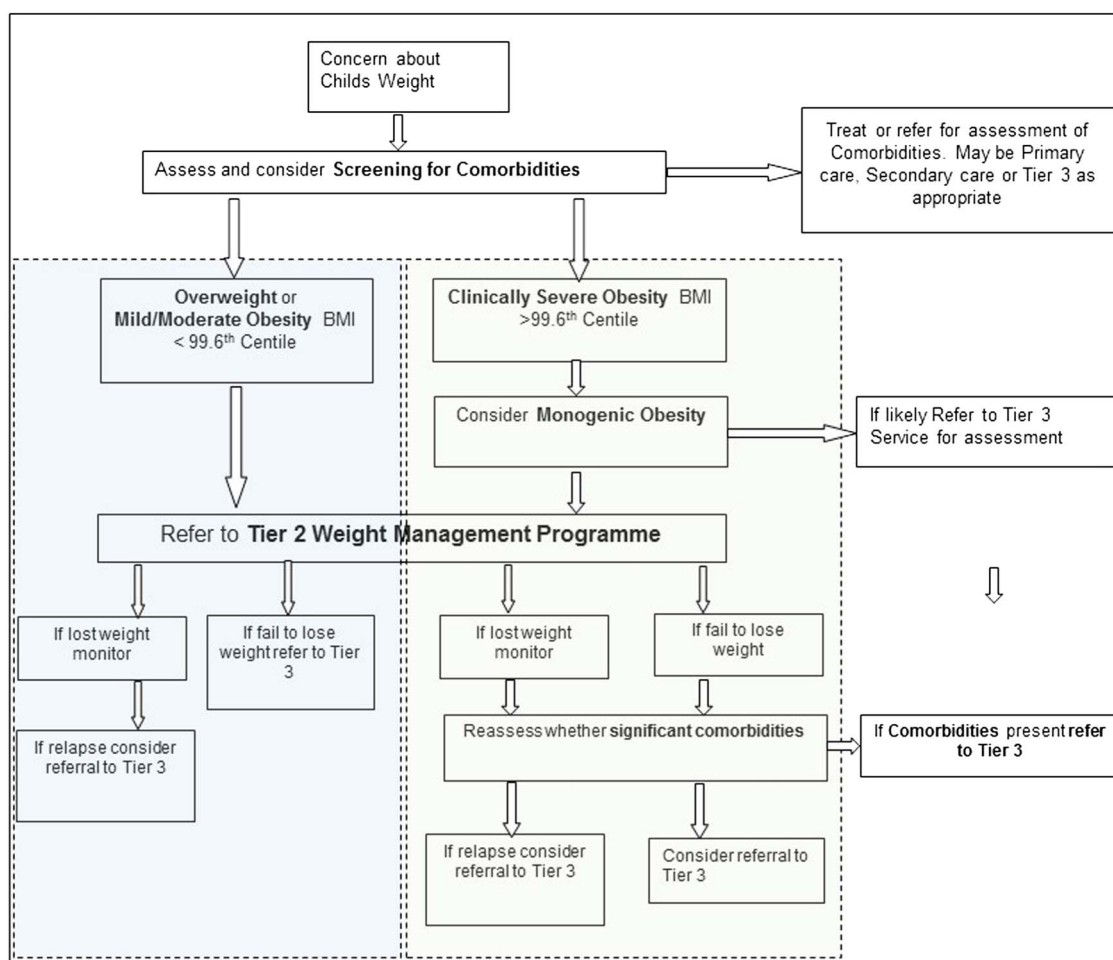 Concern about
Childs Weight
Assess and consider Screening for Comorbidities
Treat or refer for assessment of
Comorbidities. May be Primary
care, Secondary care or Tier 3 as
appropriate
Overweight or
Mild/Moderate Obesity BMI
< 99.6th Centile
Clinically Severe Obesity BMI
>99.6th Centile
Consider Monogenic Obesity
If likely Refer to Tier 3
Service for assessment
Refer to Tier 2 Weight Management Programme
If lost weight
monitor
If fail to lose
weight refer to Tier
3
If lost weight
monitor
If fail to lose
weight
If relapse consider
referral to Tier 3
Reassess whether significant comorbidities
If Comorbidities present refer
to Tier 3
If relapse consider
referral to Tier 3
Consider referral to
Tier 3